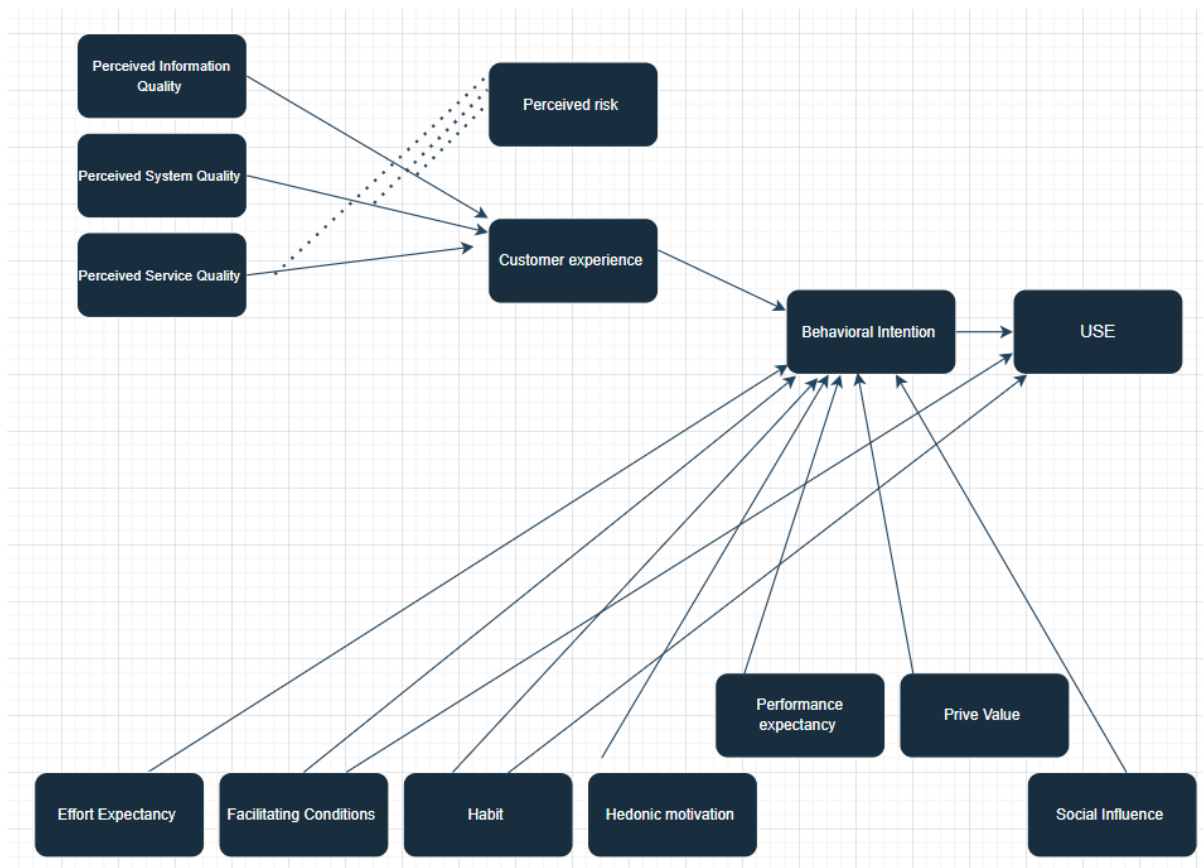 Perceived Information
Quality
Perceived risk
Perceived System Quality
Perceived Service Quality
Customer experience
Behavioral Intention
USE
Performance
expectancy
Prive Value
Effort Expectancy
Facilitating Conditions
Habit
Hedonic motivation
Social Influence